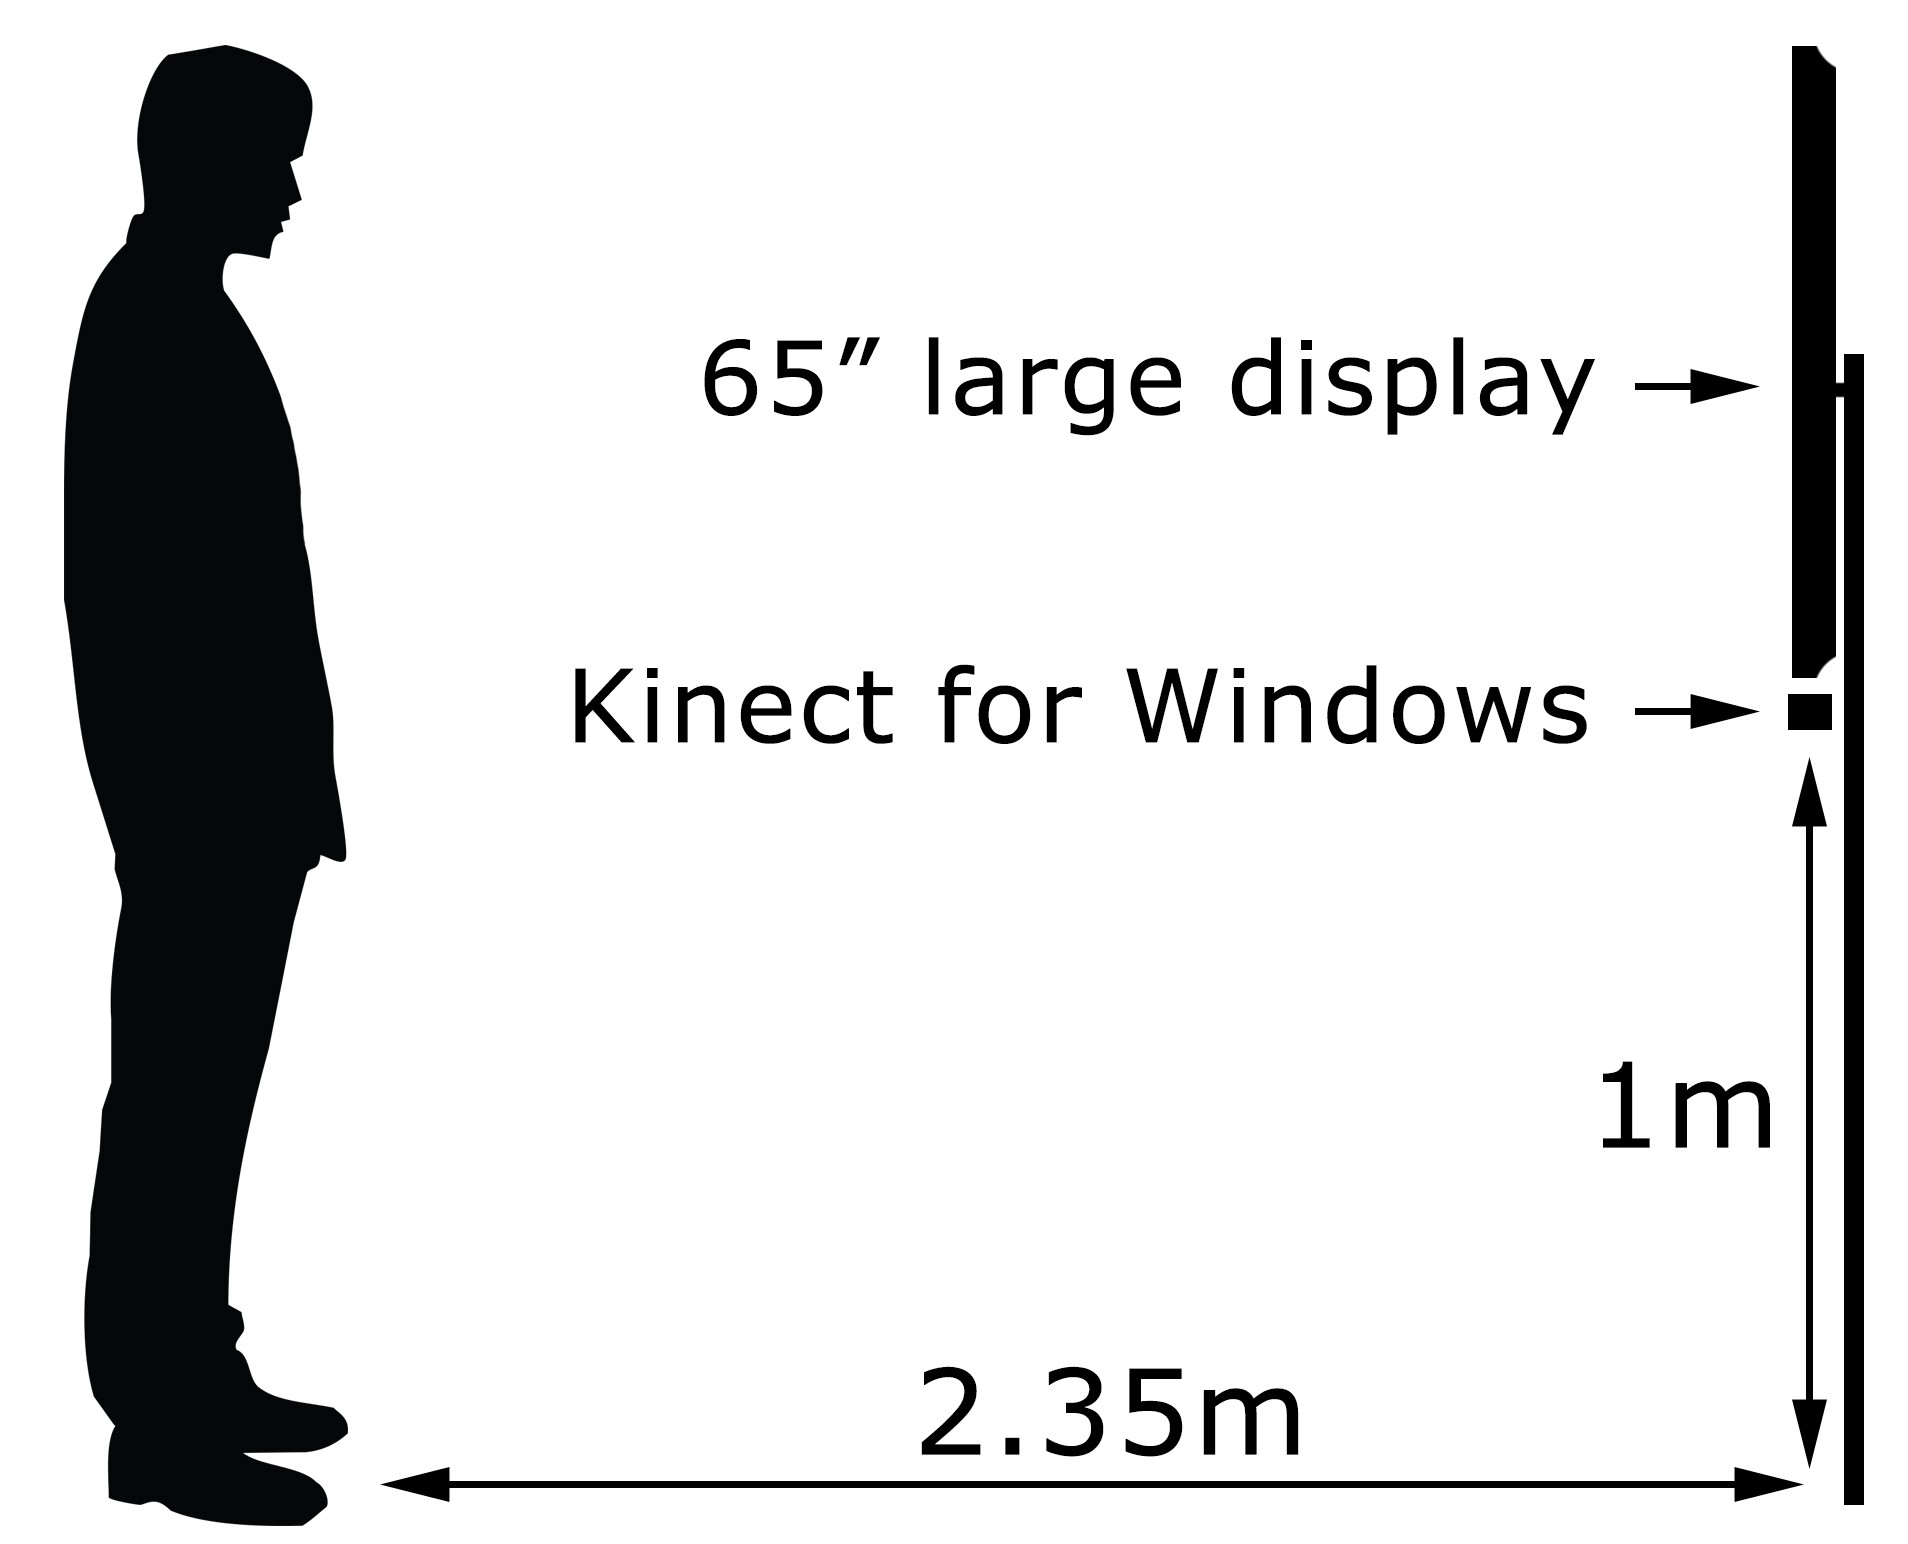 65″ large display
Kinect for Windows
1m
2.35m